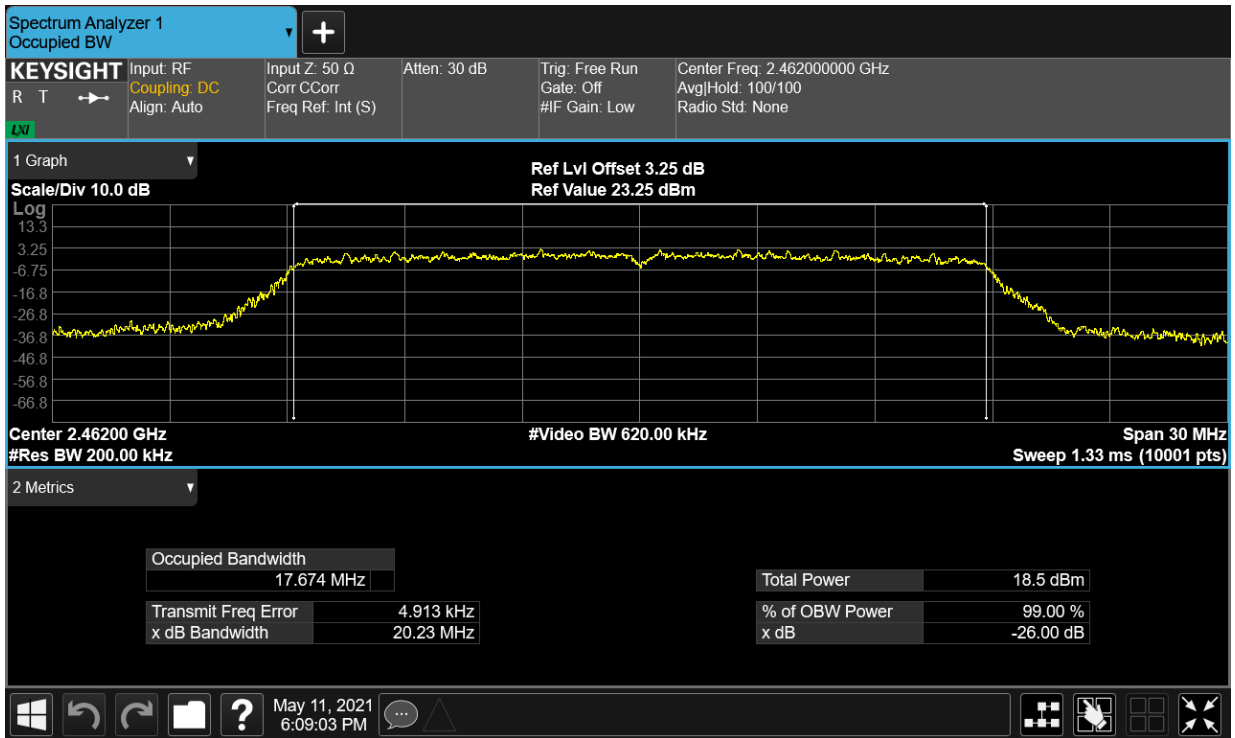 Spectrum Analyzer 1
Occupied BW
KEYSIGHT
R T
LXI
Input: RF
Coupling: DC
Align: Auto
Input Z: 50 Ω
Corr CCorr
Freq Ref: Int (S)
Atten: 30 dB
Trig: Free Run
Gate: Off
#IF Gain: Low
Center Freq: 2.462000000 GHz
Avg|Hold: 100/100
Radio Std: None
1 Graph
Ref Lvl Offset 3.25 dB
Scale/Div 10.0 dB
Ref Value 23.25 dBm
Log
13.3
3.25
-6.75
-16.8
-26.8
-36.8
-46.8
-56.8
-66.8
Center 2.46200 GHz
#Video BW 620.00 kHz
Span 30 MHz
#Res BW 200.00 kHz
Sweep 1.33 ms (10001 pts)
2 Metrics
Occupied Bandwidth
17.674 MHz
Total Power 18.5 dBm
Transmit Freq Error 4.913 kHz
% of OBW Power 99.00 %
x dB Bandwidth 20.23 MHz
x dB -26.00 dB
?
May 11, 2021
6:09:03 PM